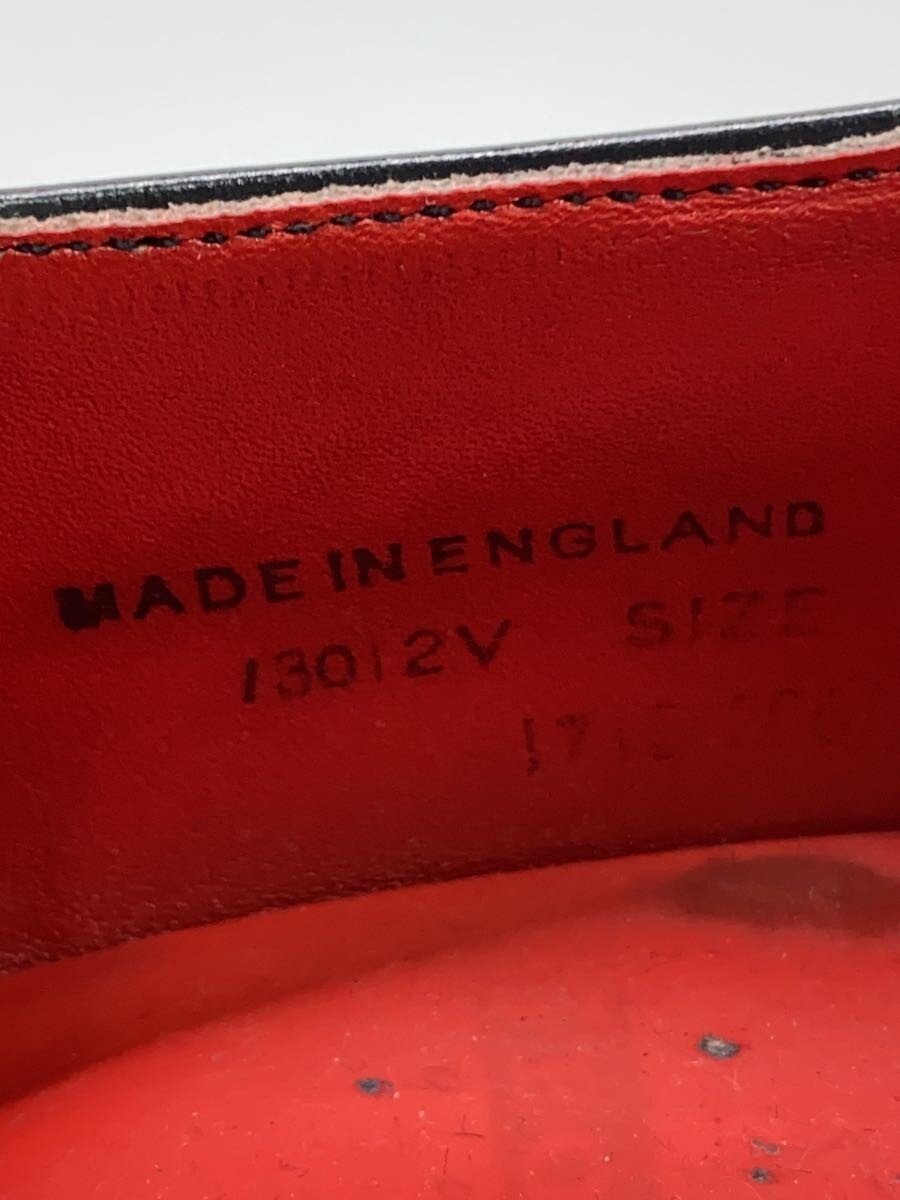 MADE IN ENGLAND
13012V SIZE